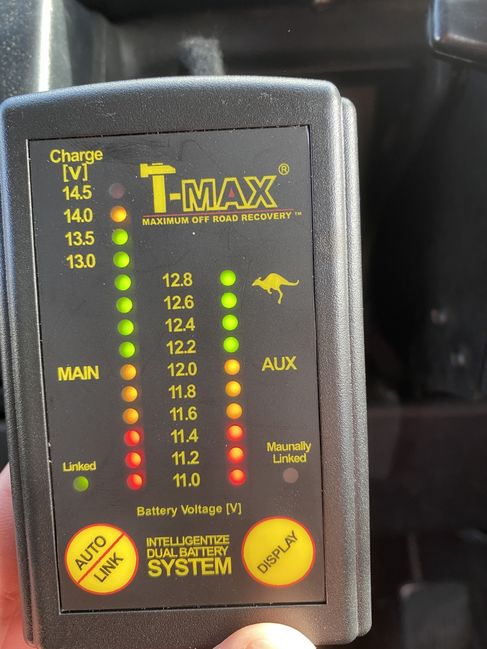 Charge
[V]
T-MAX ®
MAXIMUM OFF ROAD RECOVERY ™
14.5
14.0
13.5
13.0
12.8
12.6
12.4
12.2
MAIN 12.0 AUX
11.8
11.6
11.4
Linked 11.2 Maunally
Linked
11.0
Battery Voltage [V]
AUTO
LINK
INTELLIGENTIZE
DUAL BATTERY
SYSTEM
DISPLAY